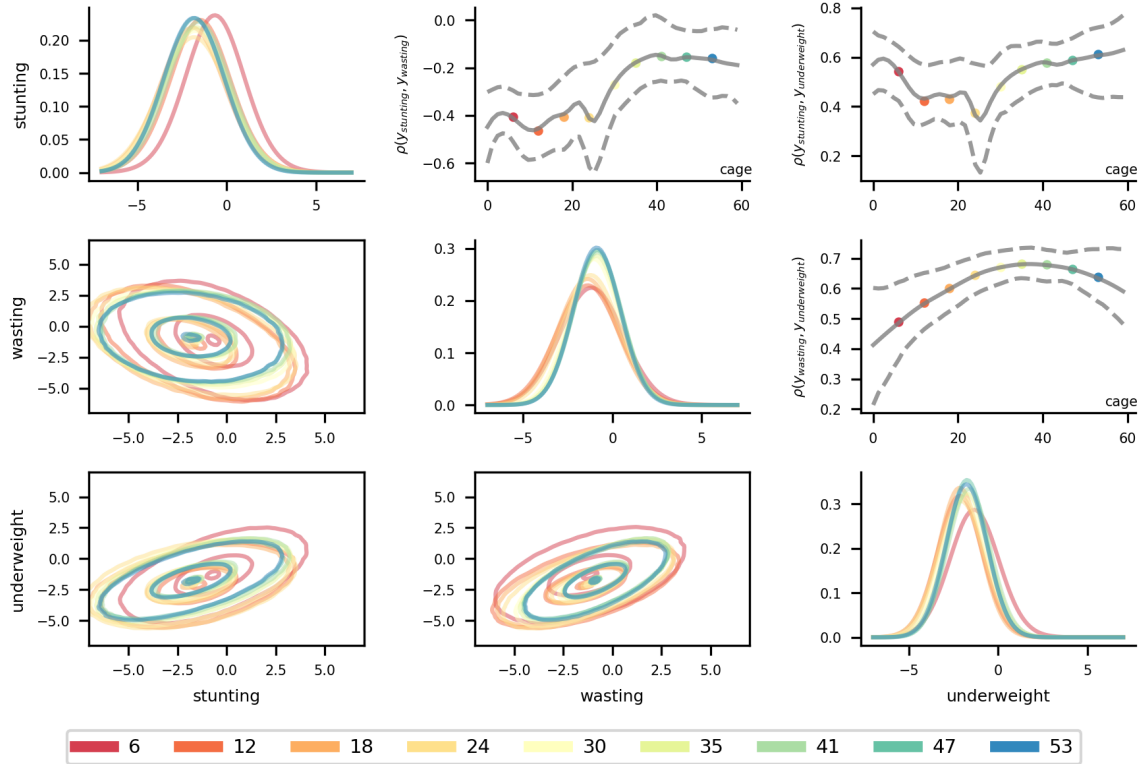 stunting
0.20
0.15
0.10
0.05
0.00
−5 0 5
ρ(y_stunting, y_wasting)
0.0
−0.2
−0.4
−0.6
cage
0 20 40 60
ρ(y_stunting, y_underweight)
0.8
0.6
0.4
0.2
cage
0 20 40 60
wasting
5.0
2.5
0.0
−2.5
−5.0
−5.0 −2.5 0.0 2.5 5.0
0.3
0.2
0.1
0.0
−5 0 5
ρ(y_wasting, y_underweight)
0.7
0.6
0.5
0.4
0.3
0.2
cage
0 20 40 60
underweight
5.0
2.5
0.0
−2.5
−5.0
−5.0 −2.5 0.0 2.5 5.0
stunting
5.0
2.5
0.0
−2.5
−5.0
−5.0 −2.5 0.0 2.5 5.0
wasting
0.3
0.2
0.1
0.0
−5 0 5
underweight
6 12 18 24 30 35 41 47 53